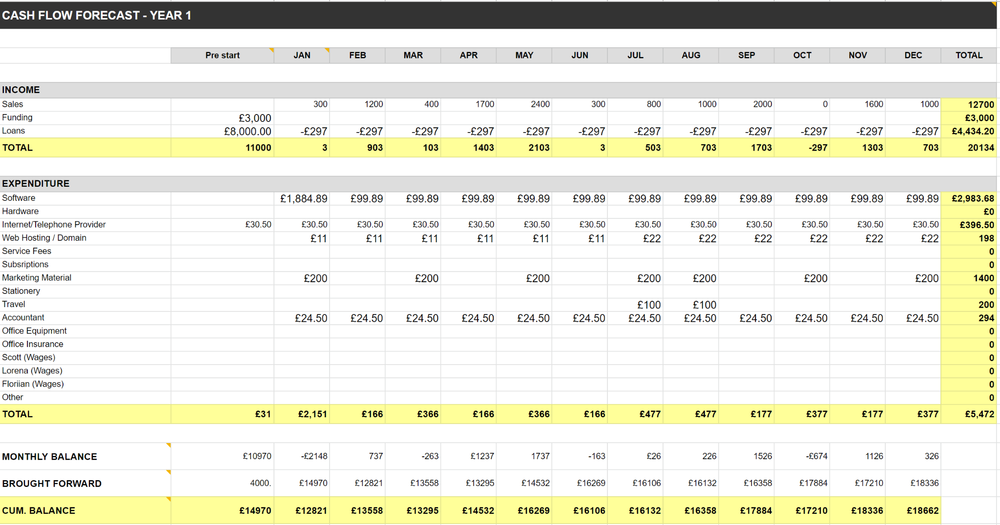 CASH FLOW FORECAST - YEAR 1
Pre start JAN FEB MAR APR MAY JUN JUL AUG SEP OCT NOV DEC TOTAL
INCOME
Sales 300 1200 400 1700 2400 300 800 1000 2000 0 1600 1000 12700
Funding £3,000 £3,000
Loans £8,000.00 -£297 -£297 -£297 -£297 -£297 -£297 -£297 -£297 -£297 -£297 -£297 -£297 £4,434.20
TOTAL 11000 3 903 103 1403 2103 3 503 703 1703 -297 1303 703 20134
EXPENDITURE
Software £1,884.89 £99.89 £99.89 £99.89 £99.89 £99.89 £99.89 £99.89 £99.89 £99.89 £99.89 £99.89 £2,983.68
Hardware £0
Internet/Telephone Provider £30.50 £30.50 £30.50 £30.50 £30.50 £30.50 £30.50 £30.50 £30.50 £30.50 £30.50 £30.50 £30.50 £396.50
Web Hosting / Domain £11 £11 £11 £11 £11 £11 £22 £22 £22 £22 £22 £22 198
Service Fees 0
Subsriptions 0
Marketing Material £200 £200 £200 £200 £200 £200 £200 1400
Stationery 0
Travel £100 £100 200
Accountant £24.50 £24.50 £24.50 £24.50 £24.50 £24.50 £24.50 £24.50 £24.50 £24.50 £24.50 £24.50 294
Office Equipment 0
Office Insurance 0
Scott (Wages) 0
Lorena (Wages) 0
Floriian (Wages) 0
Other 0
TOTAL £31 £2,151 £166 £366 £166 £366 £166 £477 £477 £177 £377 £177 £377 £5,472
MONTHLY BALANCE £10970 -£2148 737 -263 £1237 1737 -163 £26 226 1526 -£674 1126 326
BROUGHT FORWARD 4000. £14970 £12821 £13558 £13295 £14532 £16269 £16106 £16132 £16358 £17884 £17210 £18336
CUM. BALANCE £14970 £12821 £13558 £13295 £14532 £16269 £16106 £16132 £16358 £17884 £17210 £18336 £18662